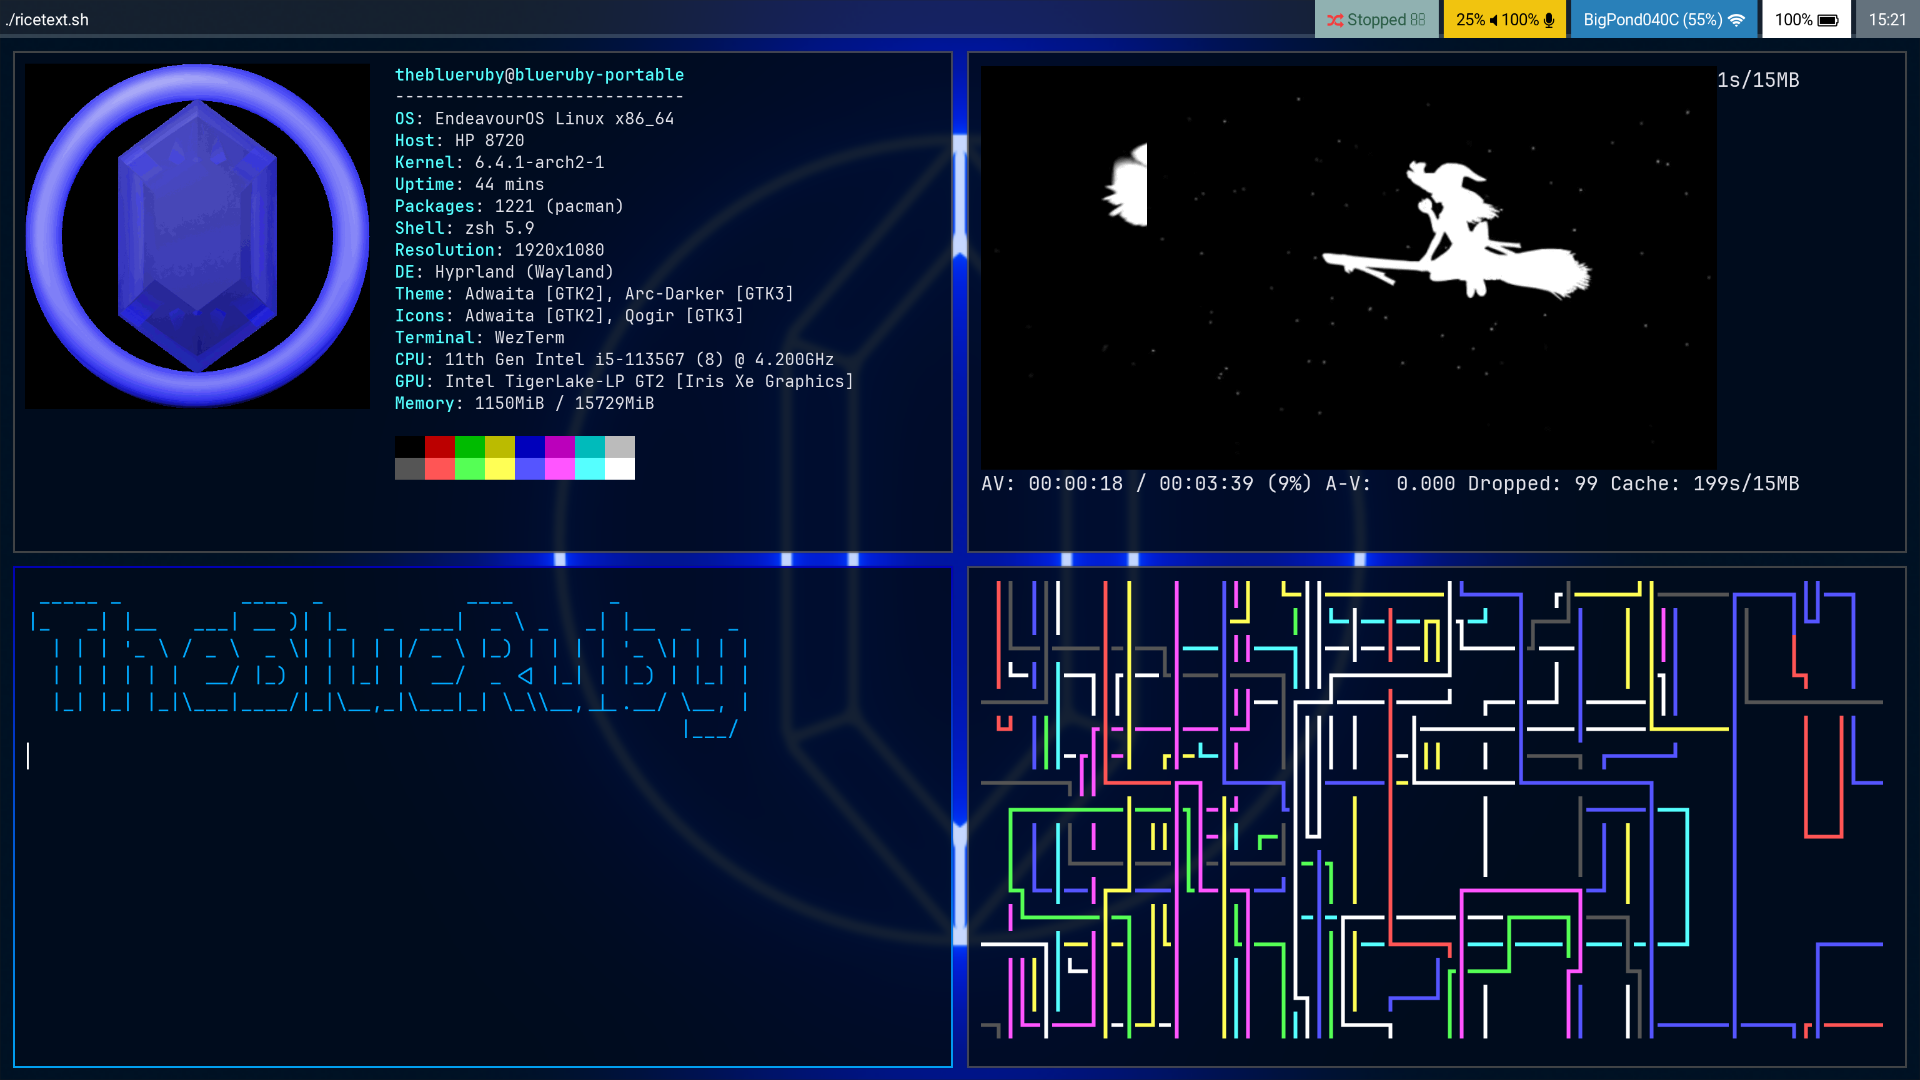 ./ricetext.sh
Stopped
25% 100%
BigPond040C (55%)
100%
15:21
theblueruby@blueruby-portable
-----------------------------
OS: EndeavourOS Linux x86_64
Host: HP 8720
Kernel: 6.4.1-arch2-1
Uptime: 44 mins
Packages: 1221 (pacman)
Shell: zsh 5.9
Resolution: 1920x1080
DE: Hyprland (Wayland)
Theme: Adwaita [GTK2], Arc-Darker [GTK3]
Icons: Adwaita [GTK2], Qogir [GTK3]
Terminal: WezTerm
CPU: 11th Gen Intel i5-1135G7 (8) @ 4.200GHz
GPU: Intel TigerLake-LP GT2 [Iris Xe Graphics]
Memory: 1150MiB / 15729MiB
1s/15MB
AV: 00:00:18 / 00:03:39 (9%) A-V: 0.000 Dropped: 99 Cache: 199s/15MB
TheBlueRuby